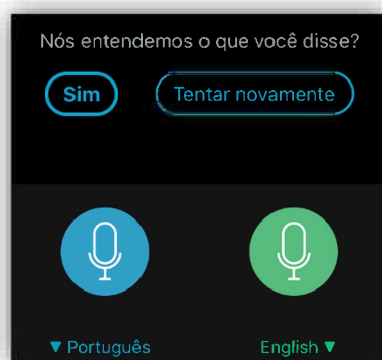 Nós entendemos o que você disse?
Sim Tentar novamente
▼ Português English ▼